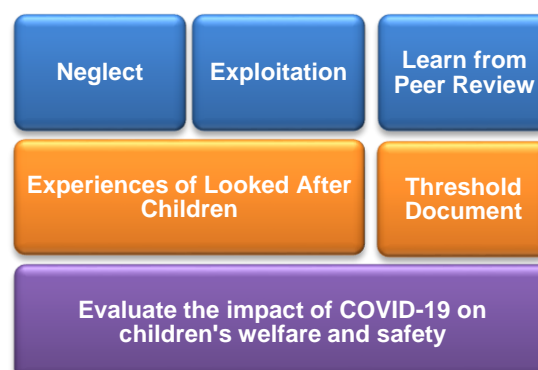 Neglect
Exploitation
Learn from
Peer Review
Experiences of Looked After
Children
Threshold
Document
Evaluate the impact of COVID-19 on
children's welfare and safety